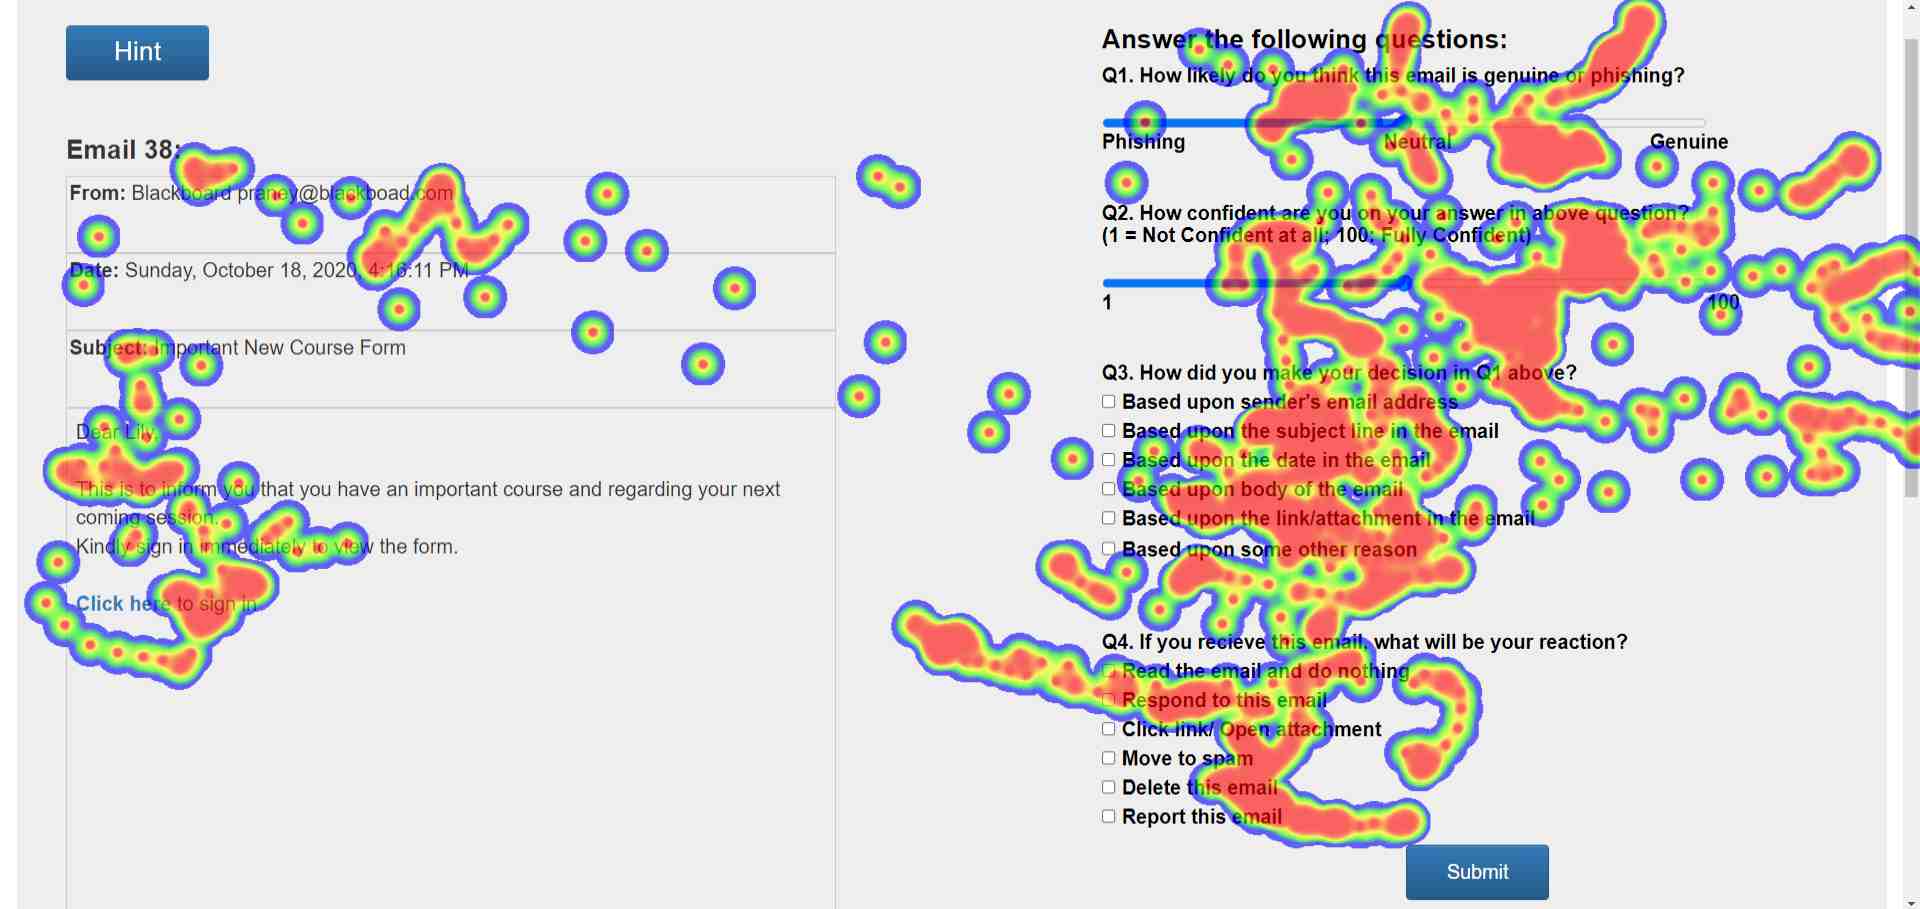 Hint
Email 38:
From: Blackboard praney@blackboad.com
Date: Sunday, October 18, 2020, 4:16:11 PM
Subject: Important New Course Form
Dear Lily,
This is to inform you that you have an important course and regarding your next
coming session.
Kindly sign in immediately to view the form.
Click here to sign in.
Answer the following questions:
Q1. How likely do you think this email is genuine or phishing?
Phishing Neutral Genuine
Q2. How confident are you on your answer in above question?
(1 = Not Confident at all; 100: Fully Confident)
1 100
Q3. How did you make your decision in Q1 above?
Based upon sender's email address
Based upon the subject line in the email
Based upon the date in the email
Based upon body of the email
Based upon the link/attachment in the email
Based upon some other reason
Q4. If you recieve this email, what will be your reaction?
Read the email and do nothing
Respond to this email
Click link/ Open attachment
Move to spam
Delete this email
Report this email
Submit